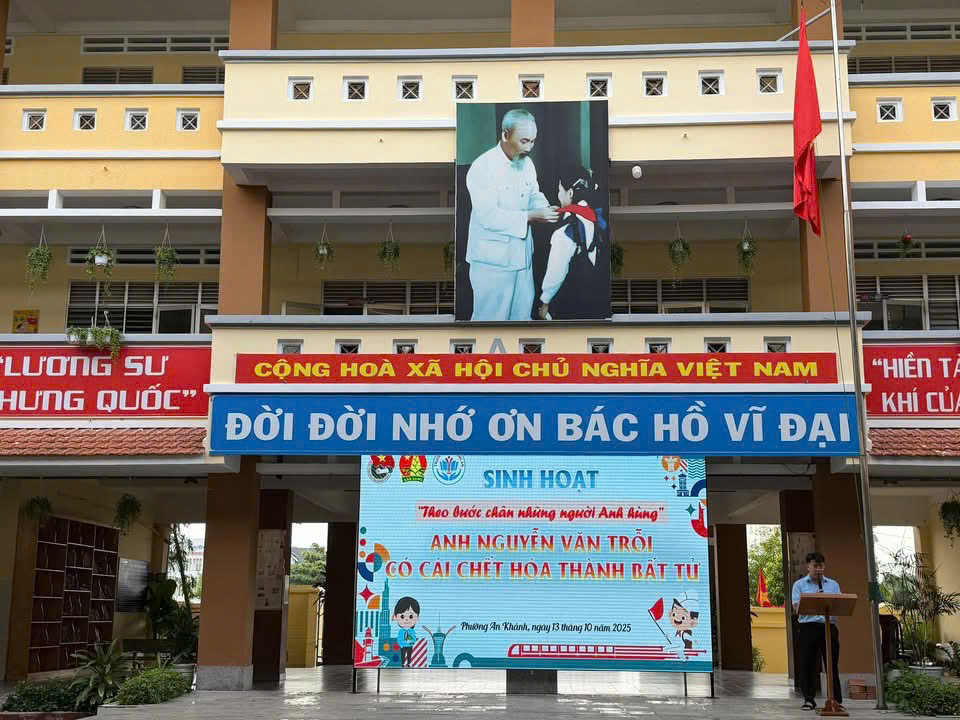 "LƯƠNG SƯ
HƯNG QUỐC"
CỘNG HOÀ XÃ HỘI CHỦ NGHĨA VIỆT NAM
"HIỀN TÀ
KHÍ CỦA
ĐỜI ĐỜI NHỚ ƠN BÁC HỒ VĨ ĐẠI
SINH HOẠT
"Theo bước chân những người Anh hùng"
ANH NGUYỄN VĂN TRỖI
CÓ CÁI CHẾT HÓA THÀNH BẤT TỬ
Phường An Khánh, ngày 13 tháng 10 năm 2025